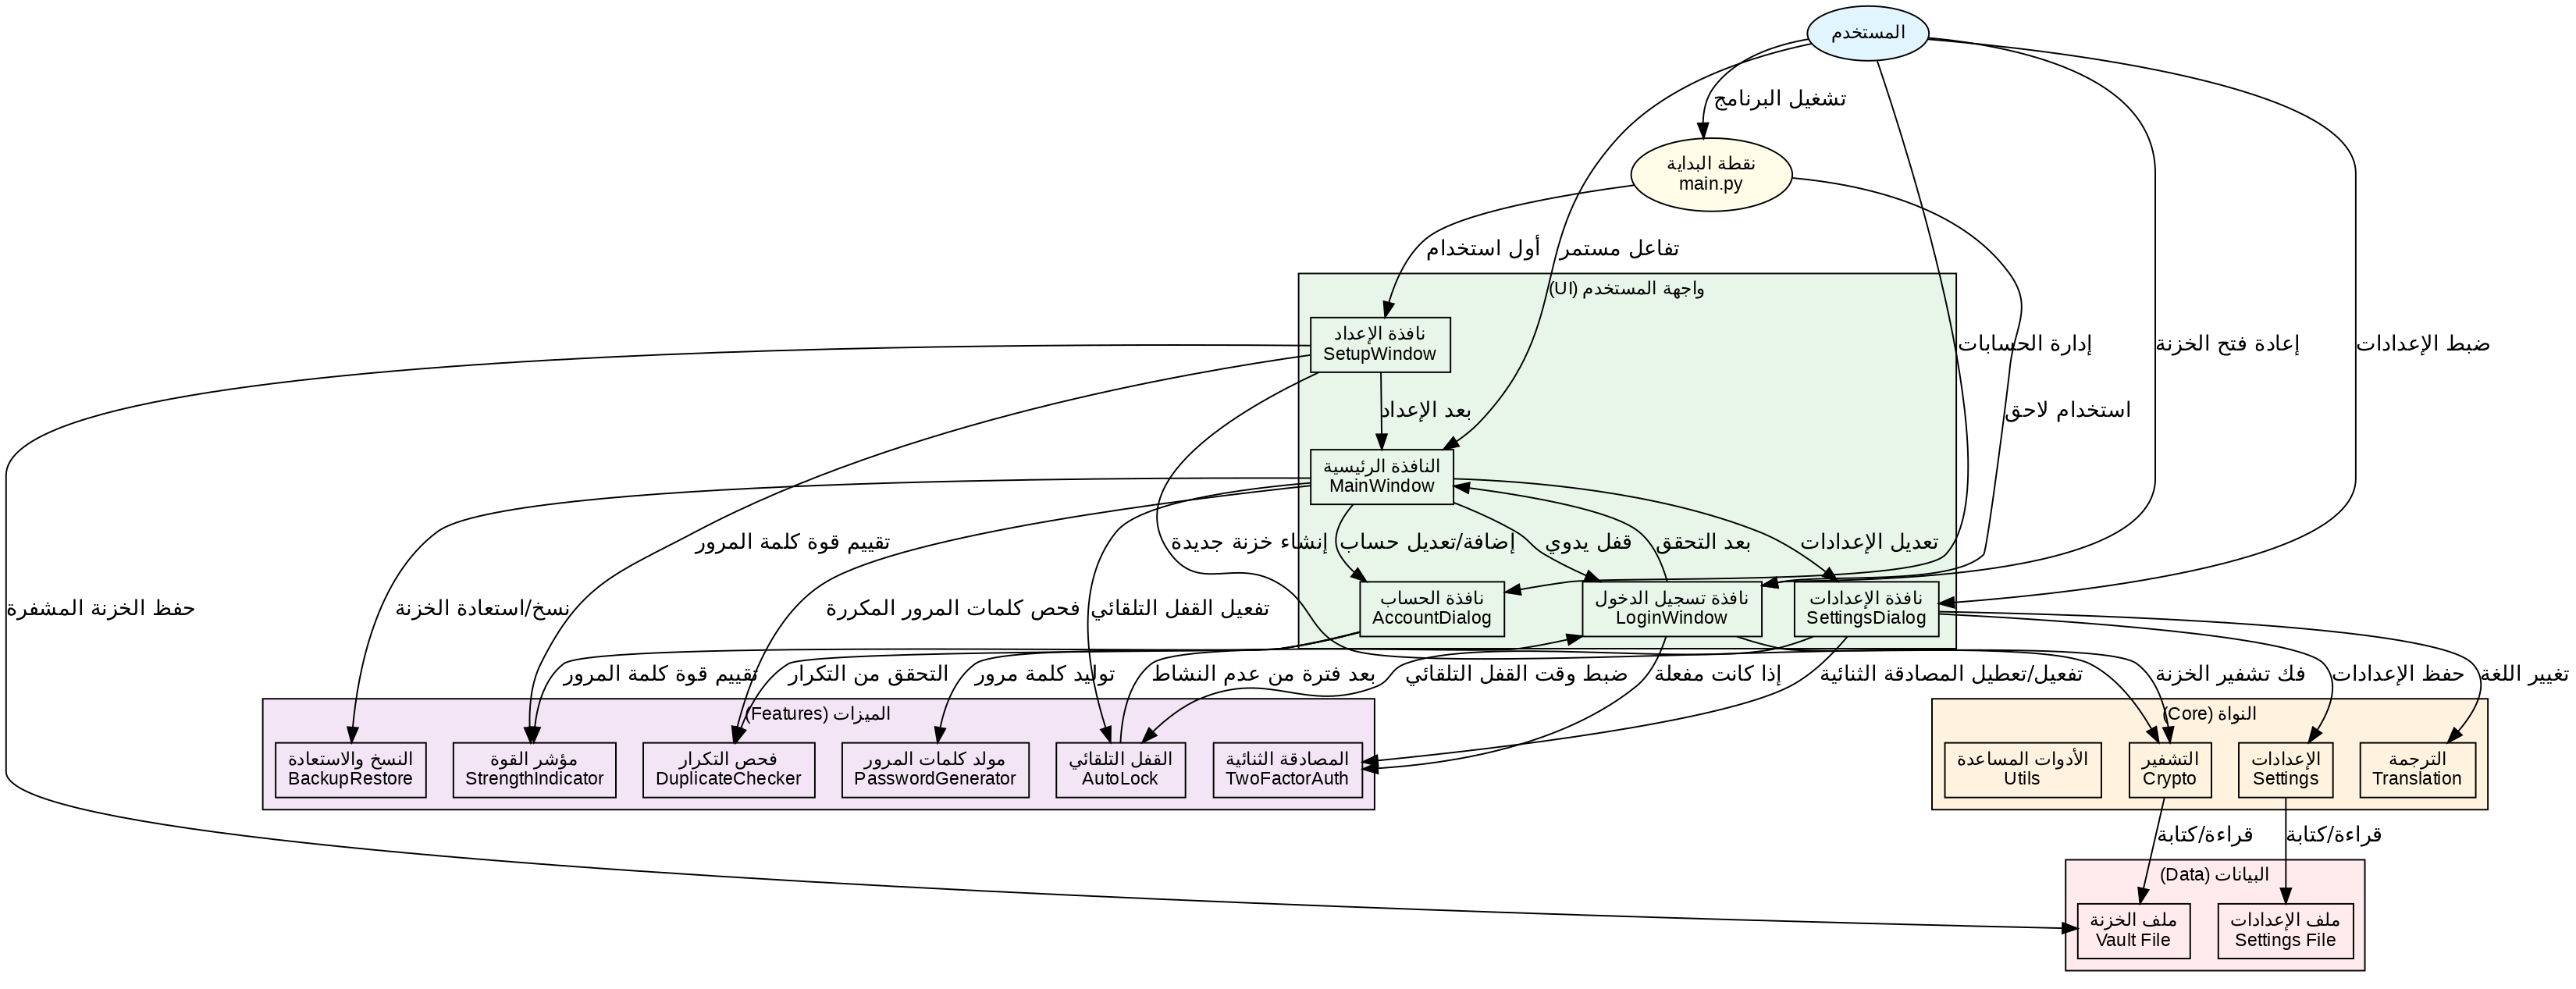 المستخدم
تشغيل البرنامج
نقطة البداية
main.py
أول استخدام
تفاعل مستمر
واجهة المستخدم (UI)
نافذة الإعداد
SetupWindow
إدارة الحسابات
إعادة فتح الخزنة
ضبط الإعدادات
بعد الإعداد
استخدام لاحق
النافذة الرئيسية
MainWindow
تقييم قوة كلمة المرور
إنشاء خزنة جديدة
إضافة/تعديل حساب
قفل يدوي
بعد التحقق
تعديل الإعدادات
حفظ الخزنة المشفرة
نسخ/استعادة الخزنة
فحص كلمات المرور المكررة
تفعيل القفل التلقائي
نافذة الحساب
AccountDialog
نافذة تسجيل الدخول
LoginWindow
نافذة الإعدادات
SettingsDialog
تقييم قوة كلمة المرور
التحقق من التكرار
توليد كلمة مرور
بعد فترة من عدم النشاط
ضبط وقت القفل التلقائي
إذا كانت مفعلة
تفعيل/تعطيل المصادقة الثنائية
فك تشفير الخزنة
حفظ الإعدادات
تغيير اللغة
الميزات (Features)
النسخ والاستعادة
BackupRestore
مؤشر القوة
StrengthIndicator
فحص التكرار
DuplicateChecker
مولد كلمات المرور
PasswordGenerator
القفل التلقائي
AutoLock
المصادقة الثنائية
TwoFactorAuth
النواة (Core)
الأدوات المساعدة
Utils
التشفير
Crypto
الإعدادات
Settings
الترجمة
Translation
قراءة/كتابة
قراءة/كتابة
البيانات (Data)
ملف الخزنة
Vault File
ملف الإعدادات
Settings File